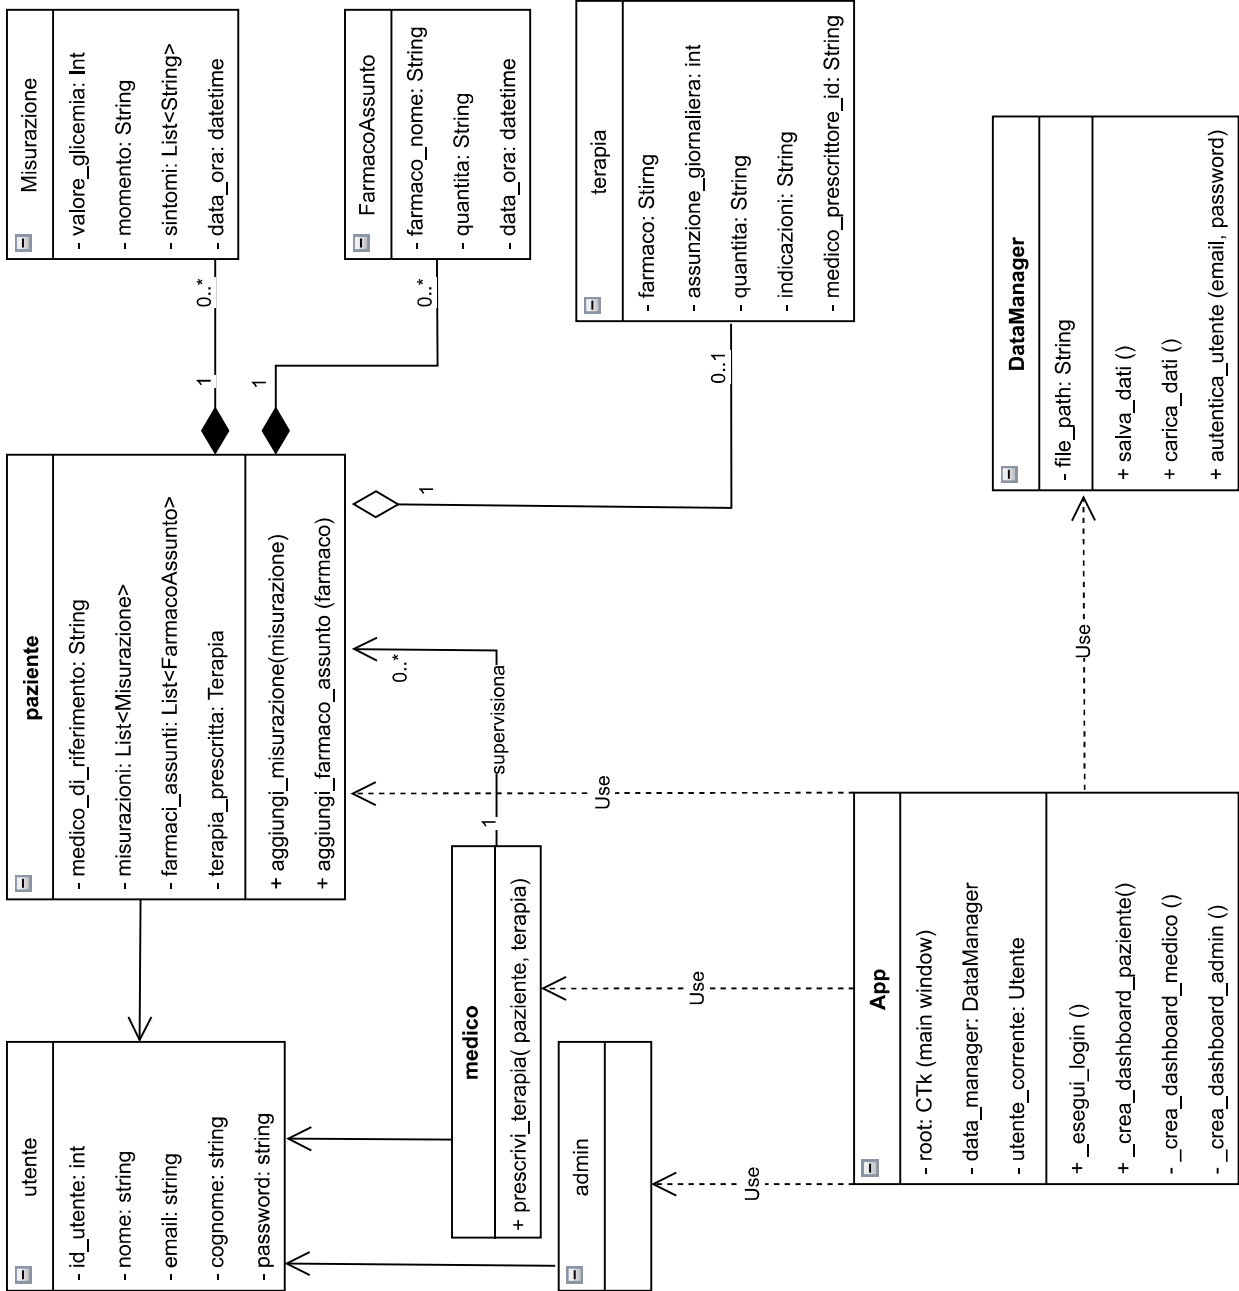 utente
- id_utente: int
- nome: string
- email: string
- cognome: string
- password: string
paziente
- medico_di_riferimento: String
- misurazioni: List<Misurazione>
- farmaci_assunti: List<FarmacoAssunto>
- terapia_prescritta: Terapia
+ aggiungi_misurazione(misurazione)
+ aggiungi_farmaco_assunto (farmaco)
Misurazione
- valore_glicemia: Int
- momento: String
- sintomi: List<String>
- data_ora: datetime
1
0..*
FarmacoAssunto
- farmaco_nome: String
- quantita: String
- data_ora: datetime
1
0..*
terapia
- farmaco: Stirng
- assunzione_giornaliera: int
- quantita: String
- indicazioni: String
- medico_prescrittore_id: String
1
0..1
medico
+ prescrivi_terapia( paziente, terapia)
1
supervisiona
0..*
admin
Use
Use
Use
App
- root: CTk (main window)
- data_manager: DataManager
- utente_corrente: Utente
+ _esegui_login ()
+ _crea_dashboard_paziente()
- _crea_dashboard_medico ()
- _crea_dashboard_admin ()
Use
DataManager
- file_path: String
+ salva_dati ()
+ carica_dati ()
+ autentica_utente (email, password)